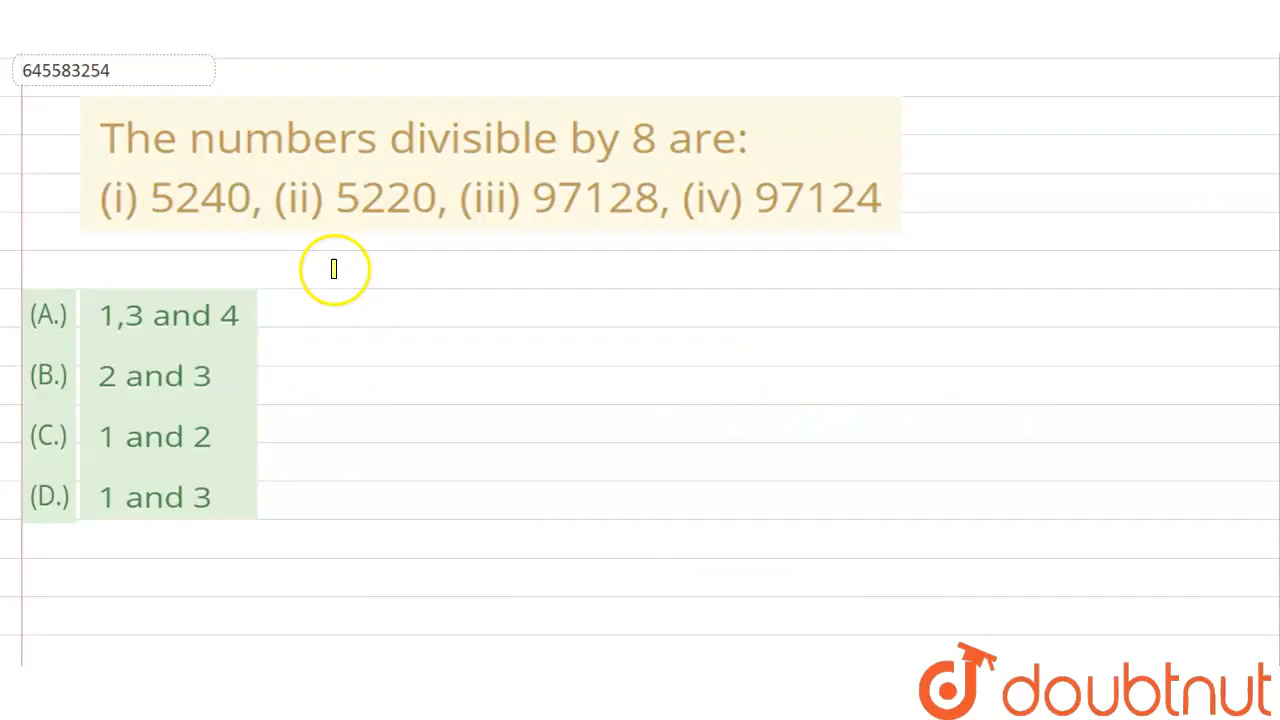 645583254
The numbers divisible by 8 are:
(i) 5240, (ii) 5220, (iii) 97128, (iv) 97124
(A.) 1,3 and 4
(B.) 2 and 3
(C.) 1 and 2
(D.) 1 and 3
doubtnut